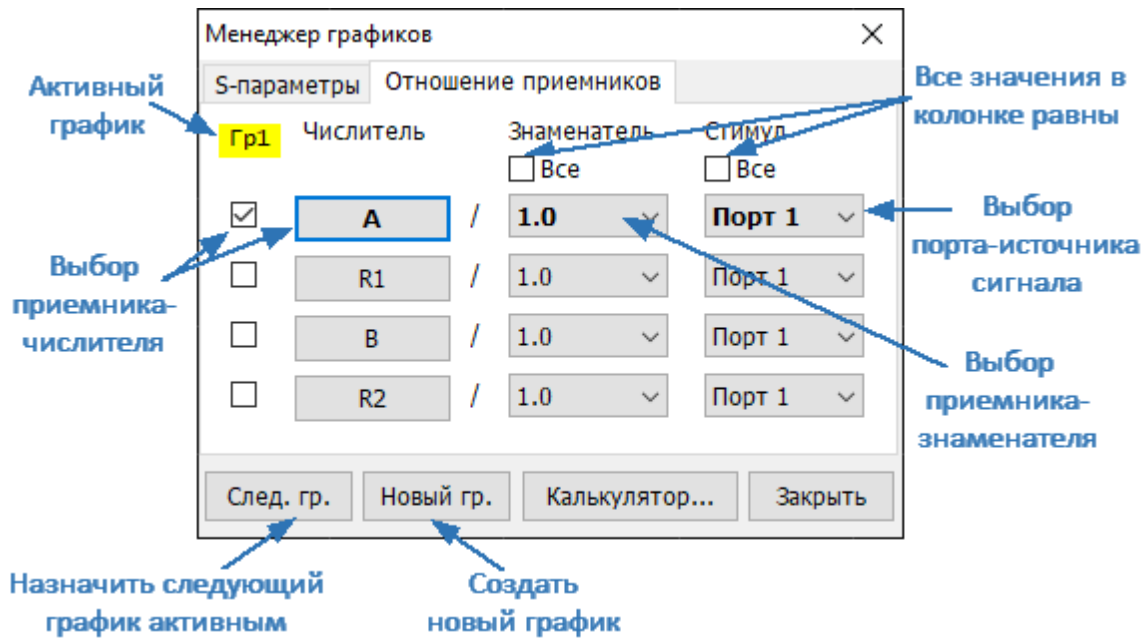 Менеджер графиков
S-параметры Отношение приемников
Активный
график
Все значения в
колонке равны
Гр1 Числитель Знаменатель Стимул
Все Все
A / 1.0 Порт 1
R1 / 1.0 Порт 1
B / 1.0 Порт 1
R2 / 1.0 Порт 1
Выбор
порта-источника
сигнала
Выбор
приемника-
числителя
Выбор
приемника-
знаменателя
След. гр. Новый гр. Калькулятор... Закрыть
Назначить следующий
график активным
Создать
новый график